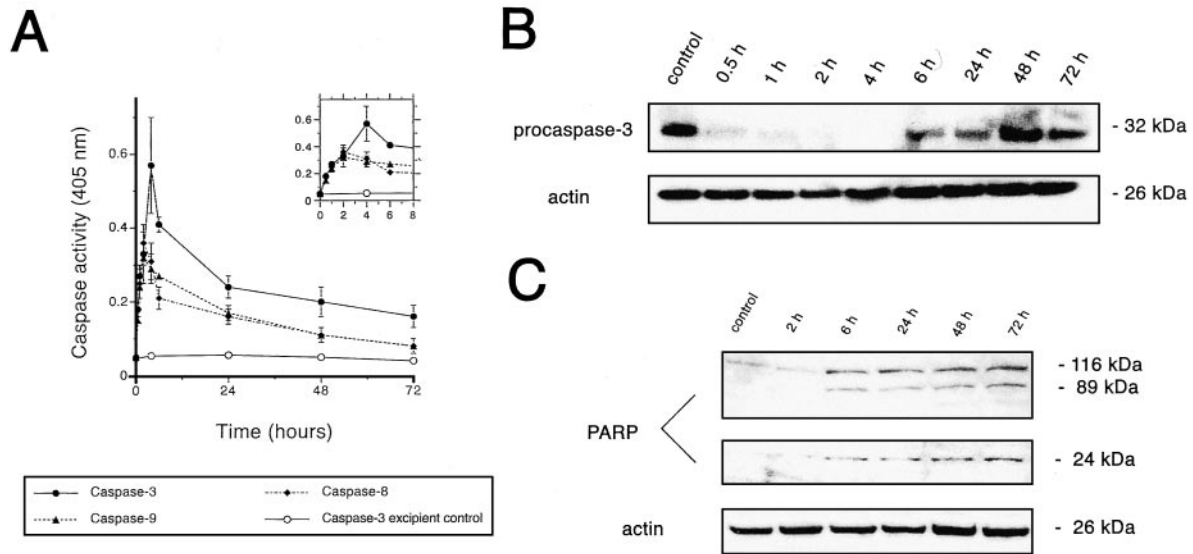 A
Caspase activity (405 nm)
0.6
0.4
0.2
0
0 24 48 72
Time (hours)
0.6
0.4
0.2
0
0 2 4 6 8
Caspase-3
Caspase-8
Caspase-9
Caspase-3 excipient control
B
control 0.5 h 1 h 2 h 4 h 6 h 24 h 48 h 72 h
procaspase-3 - 32 kDa
actin - 26 kDa
C
control 2 h 6 h 24 h 48 h 72 h
- 116 kDa
- 89 kDa
PARP
- 24 kDa
actin - 26 kDa